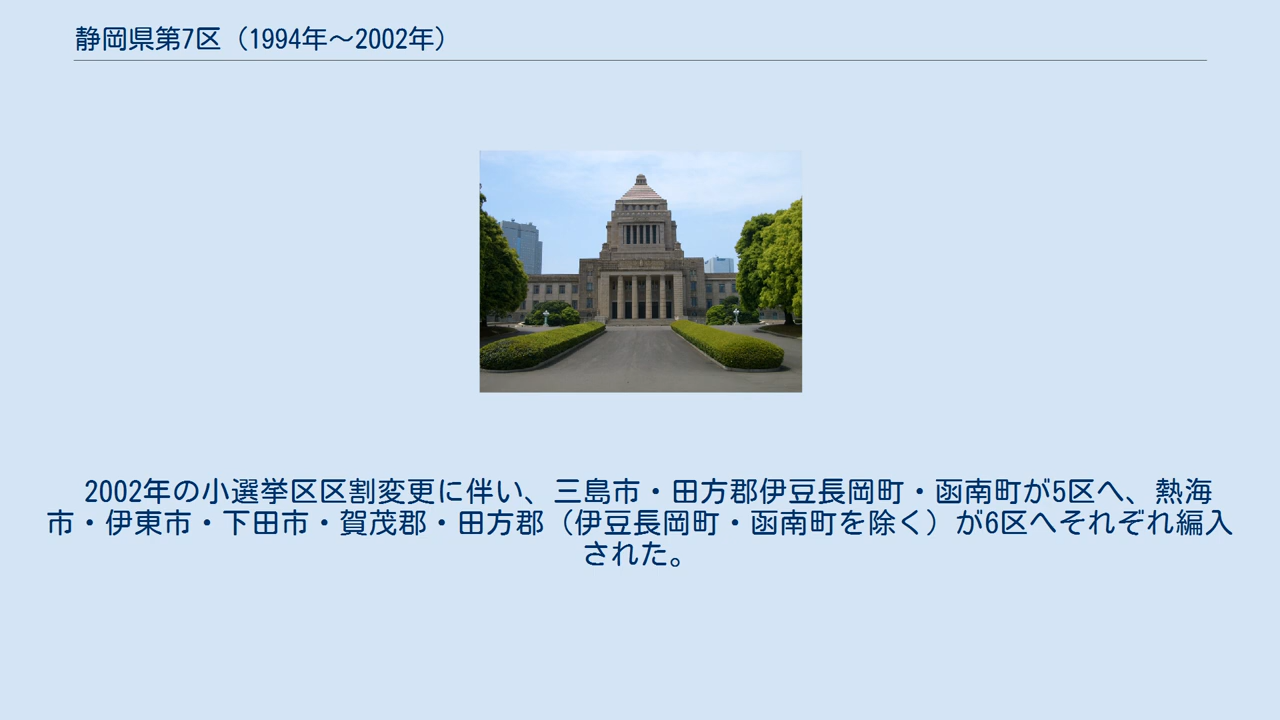 静岡県第7区（1994年〜2002年）
2002年の小選挙区区割変更に伴い、三島市・田方郡伊豆長岡町・函南町が5区へ、熱海
市・伊東市・下田市・賀茂郡・田方郡（伊豆長岡町・函南町を除く）が6区へそれぞれ編入
された。